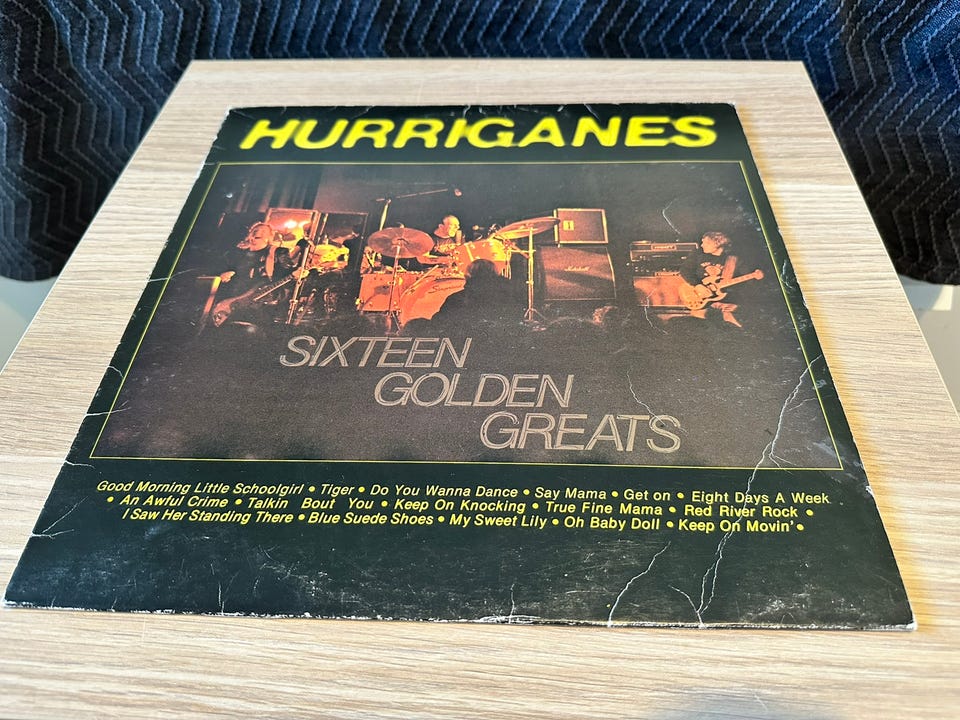 HURRIGANES
SIXTEEN
GOLDEN
GREATS
Good Morning Little Schoolgirl • Tiger • Do You Wanna Dance • Say Mama • Get on • Eight Days A Week
• An Awful Crime • Talkin Bout You • Keep On Knocking • True Fine Mama • Red River Rock •
I Saw Her Standing There • Blue Suede Shoes • My Sweet Lily • Oh Baby Doll • Keep On Movin' •